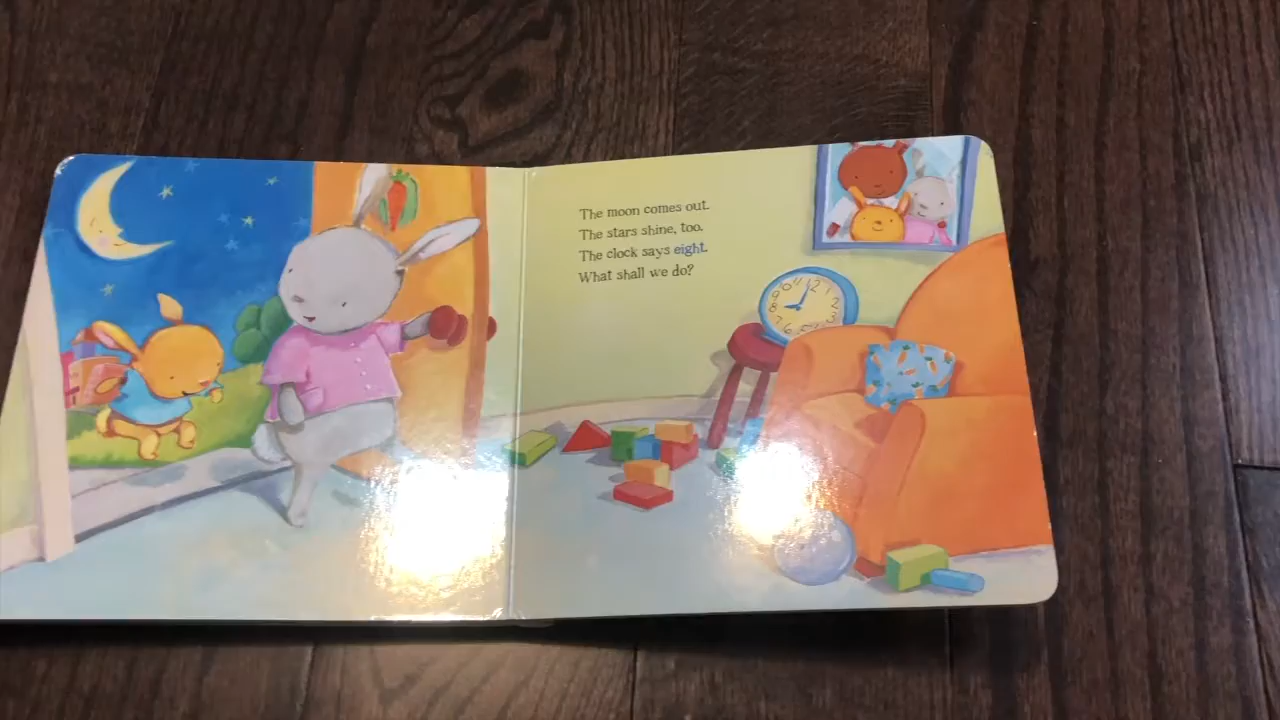 The moon comes out.
The stars shine, too.
The clock says eight.
What shall we do?